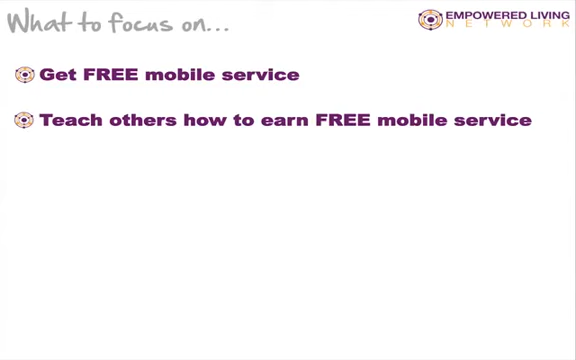 What to focus on...
EMPOWERED LIVING
NETWORK
Get FREE mobile service
Teach others how to earn FREE mobile service